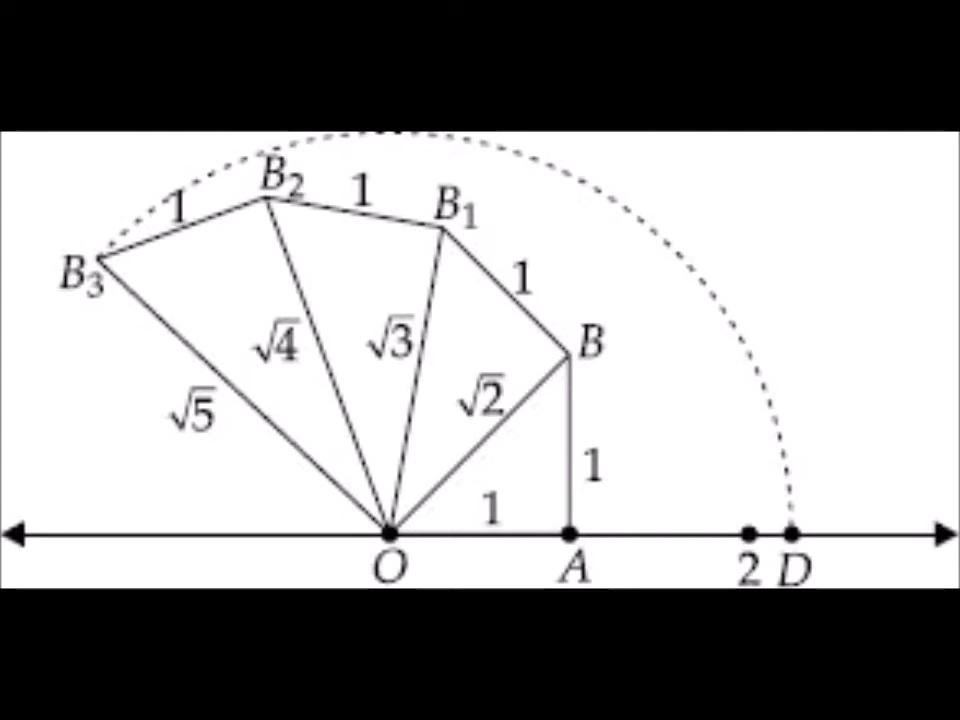 B₂ 1 B₁
1
B₃ 1
√4 √3 B
√5 √2
1 1
O A 2 D